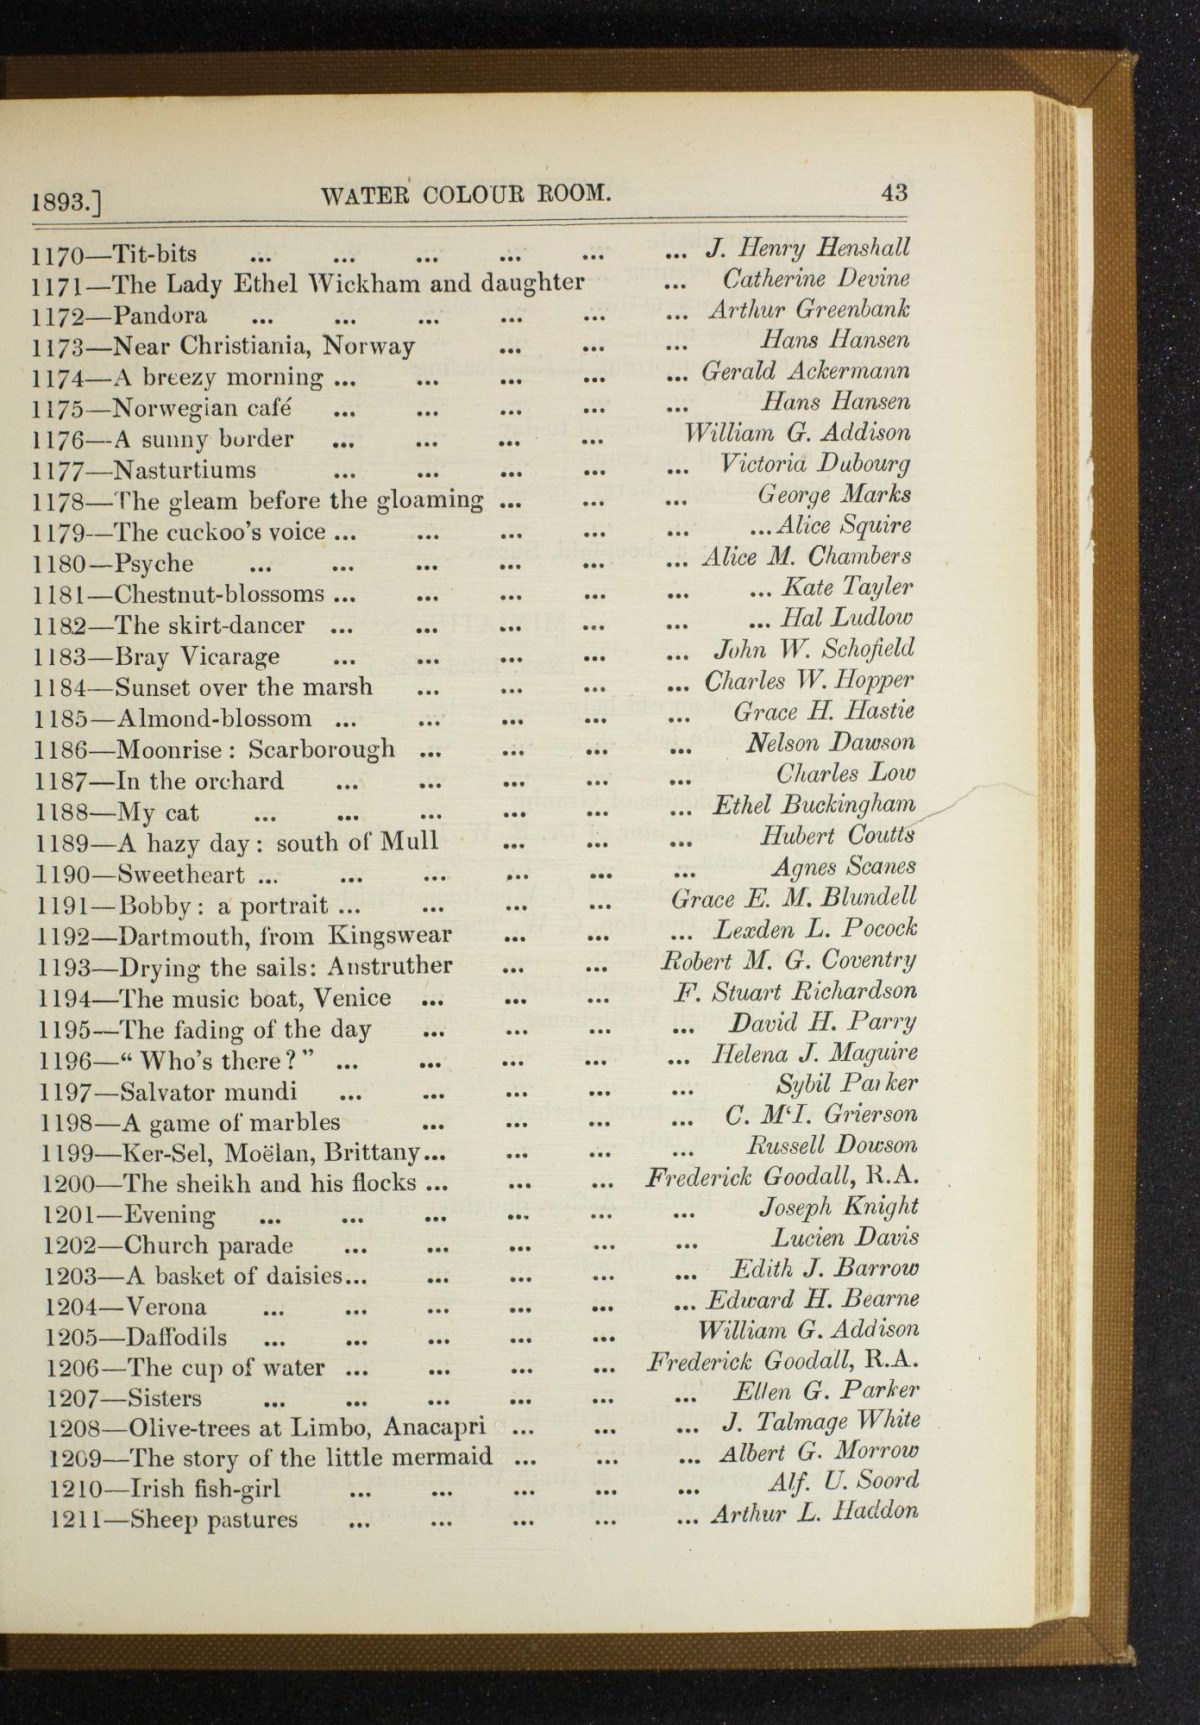 1893.] WATER COLOUR ROOM. 43
1170—Tit-bits ... ... ... ... ... ... J. Henry Henshall
1171—The Lady Ethel Wickham and daughter ... Catherine Devine
1172—Pandora ... ... ... ... ... ... Arthur Greenbank
1173—Near Christiania, Norway ... ... ... Hans Hansen
1174—A breezy morning ... ... ... ... ... Gerald Ackermann
1175—Norwegian café ... ... ... ... ... Hans Hansen
1176—A sunny border ... ... ... ... William G. Addison
1177—Nasturtiums ... ... ... ... ... Victoria Dubourg
1178—The gleam before the gloaming ... ... ... George Marks
1179—The cuckoo's voice ... ... ... ... ... ... Alice Squire
1180—Psyche ... ... ... ... ... ... Alice M. Chambers
1181—Chestnut-blossoms ... ... ... ... ... ... Kate Tayler
1182—The skirt-dancer ... ... ... ... ... ... Hal Ludlow
1183—Bray Vicarage ... ... ... ... ... John W. Schofield
1184—Sunset over the marsh ... ... ... ... Charles W. Hopper
1185—Almond-blossom ... ... ... ... ... Grace H. Hastie
1186—Moonrise : Scarborough ... ... ... ... Nelson Dawson
1187—In the orchard ... ... ... ... ... Charles Low
1188—My cat ... ... ... ... ... ... Ethel Buckingham
1189—A hazy day : south of Mull ... ... ... Hubert Coutts
1190—Sweetheart ... ... ... ... ... ... Agnes Scanes
1191—Bobby : a portrait ... ... ... ... Grace E. M. Blundell
1192—Dartmouth, from Kingswear ... ... ... Lexden L. Pocock
1193—Drying the sails: Anstruther ... ... Robert M. G. Coventry
1194—The music boat, Venice ... ... ... F. Stuart Richardson
1195—The fading of the day ... ... ... ... David H. Parry
1196—“ Who's there? ” ... ... ... ... ... Helena J. Maguire
1197—Salvator mundi ... ... ... ... ... Sybil Parker
1198—A game of marbles ... ... ... ... C. M‘I. Grierson
1199—Ker-Sel, Moëlan, Brittany... ... ... ... Russell Dowson
1200—The sheikh and his flocks ... ... ... Frederick Goodall, R.A.
1201—Evening ... ... ... ... ... ... Joseph Knight
1202—Church parade ... ... ... ... ... Lucien Davis
1203—A basket of daisies... ... ... ... ... Edith J. Barrow
1204—Verona ... ... ... ... ... ... Edward H. Bearne
1205—Daffodils ... ... ... ... ... William G. Addison
1206—The cup of water ... ... ... ... Frederick Goodall, R.A.
1207—Sisters ... ... ... ... ... ... Ellen G. Parker
1208—Olive-trees at Limbo, Anacapri ... ... ... J. Talmage White
1209—The story of the little mermaid ... ... ... Albert G. Morrow
1210—Irish fish-girl ... ... ... ... ... Alf. U. Soord
1211—Sheep pastures ... ... ... ... ... Arthur L. Haddon